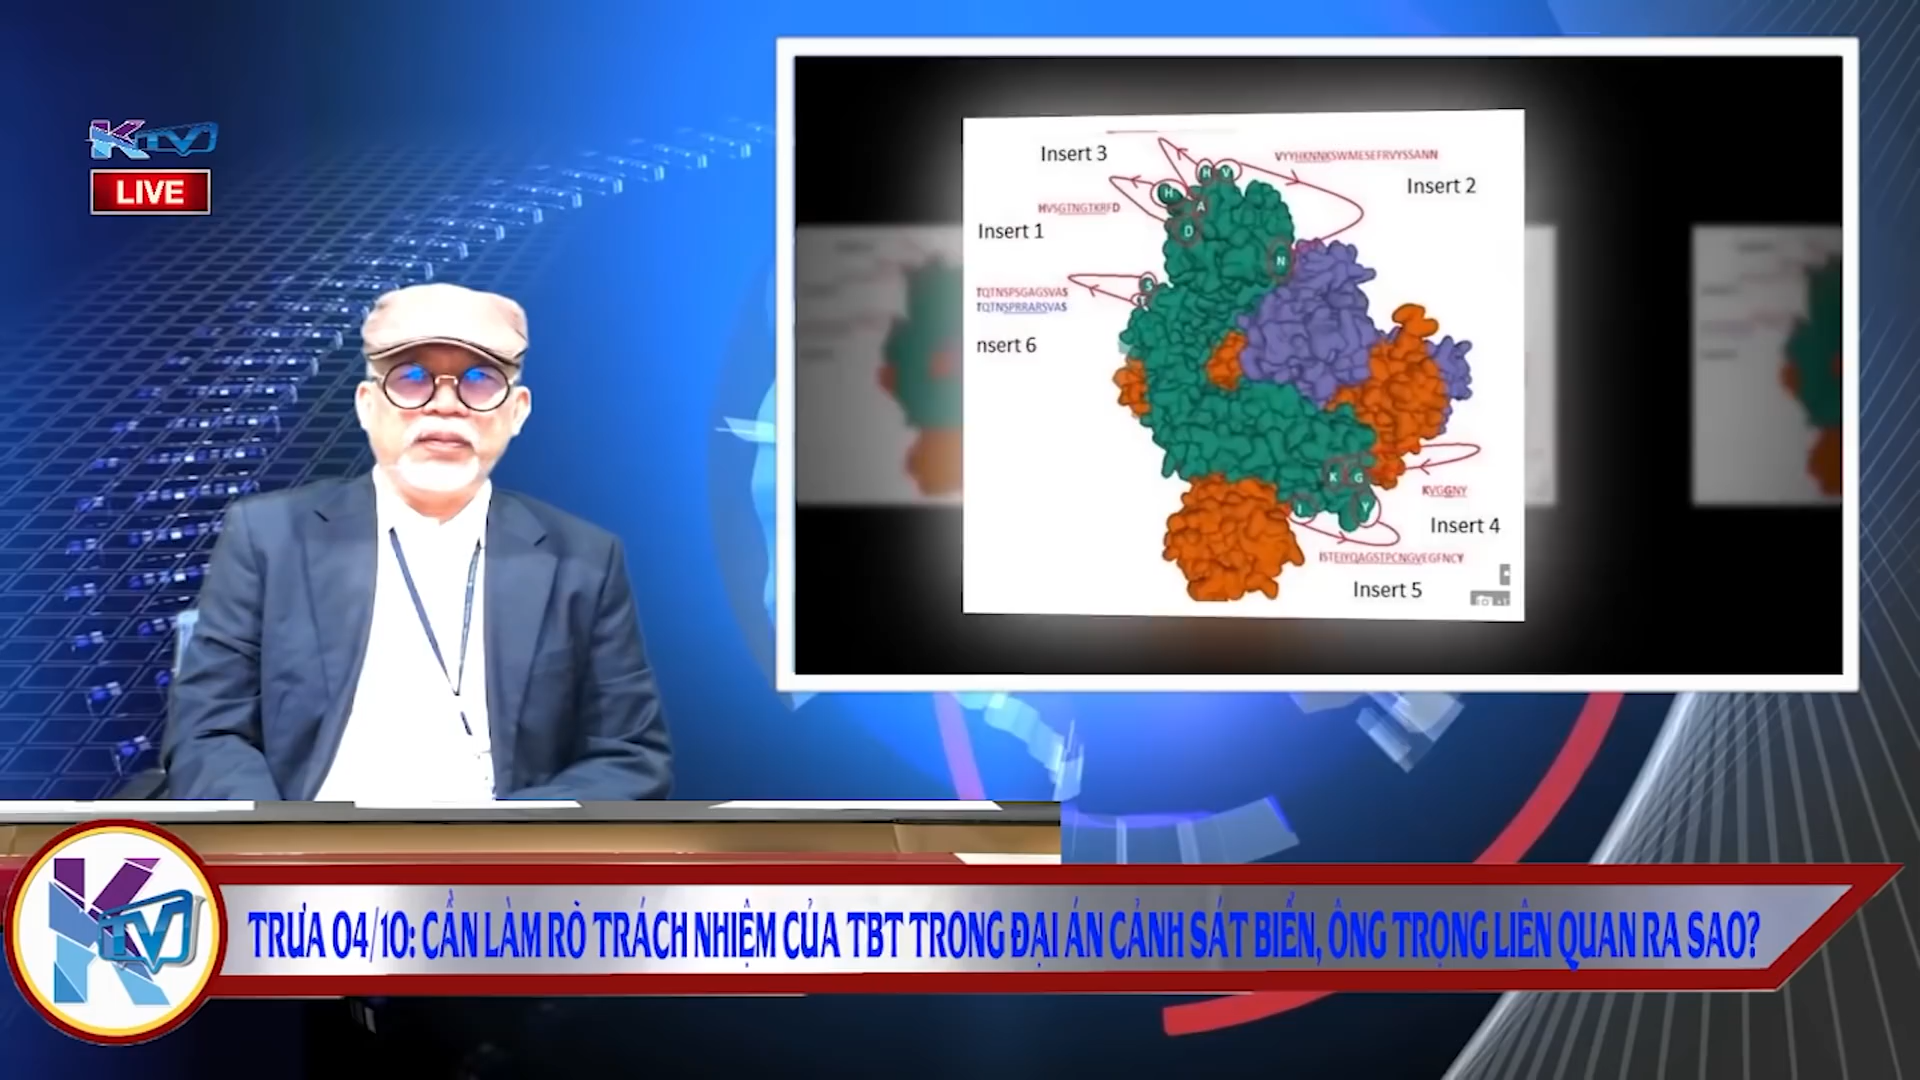 KTV
LIVE
Insert 3
VYYHKNNKSWMESEFRVYSSANN
Insert 2
H
H
V
A
D
N
HVSGTNGTKRFD
Insert 1
S
T
TQTNSPSGAGSVAS
TQTNSPRRARSVAS
nsert 6
K
G
I
Y
KVGGNY
Insert 4
ISTEIYQAGSTPCNGVEGFNCY
Insert 5
KTV
TRƯA 04/10: CẦN LÀM RÒ TRÁCH NHIỆM CỦA TBT TRONG ĐẠI ÁN CẢNH SÁT BIỂN, ÔNG TRỌNG LIÊN QUAN RA SAO?